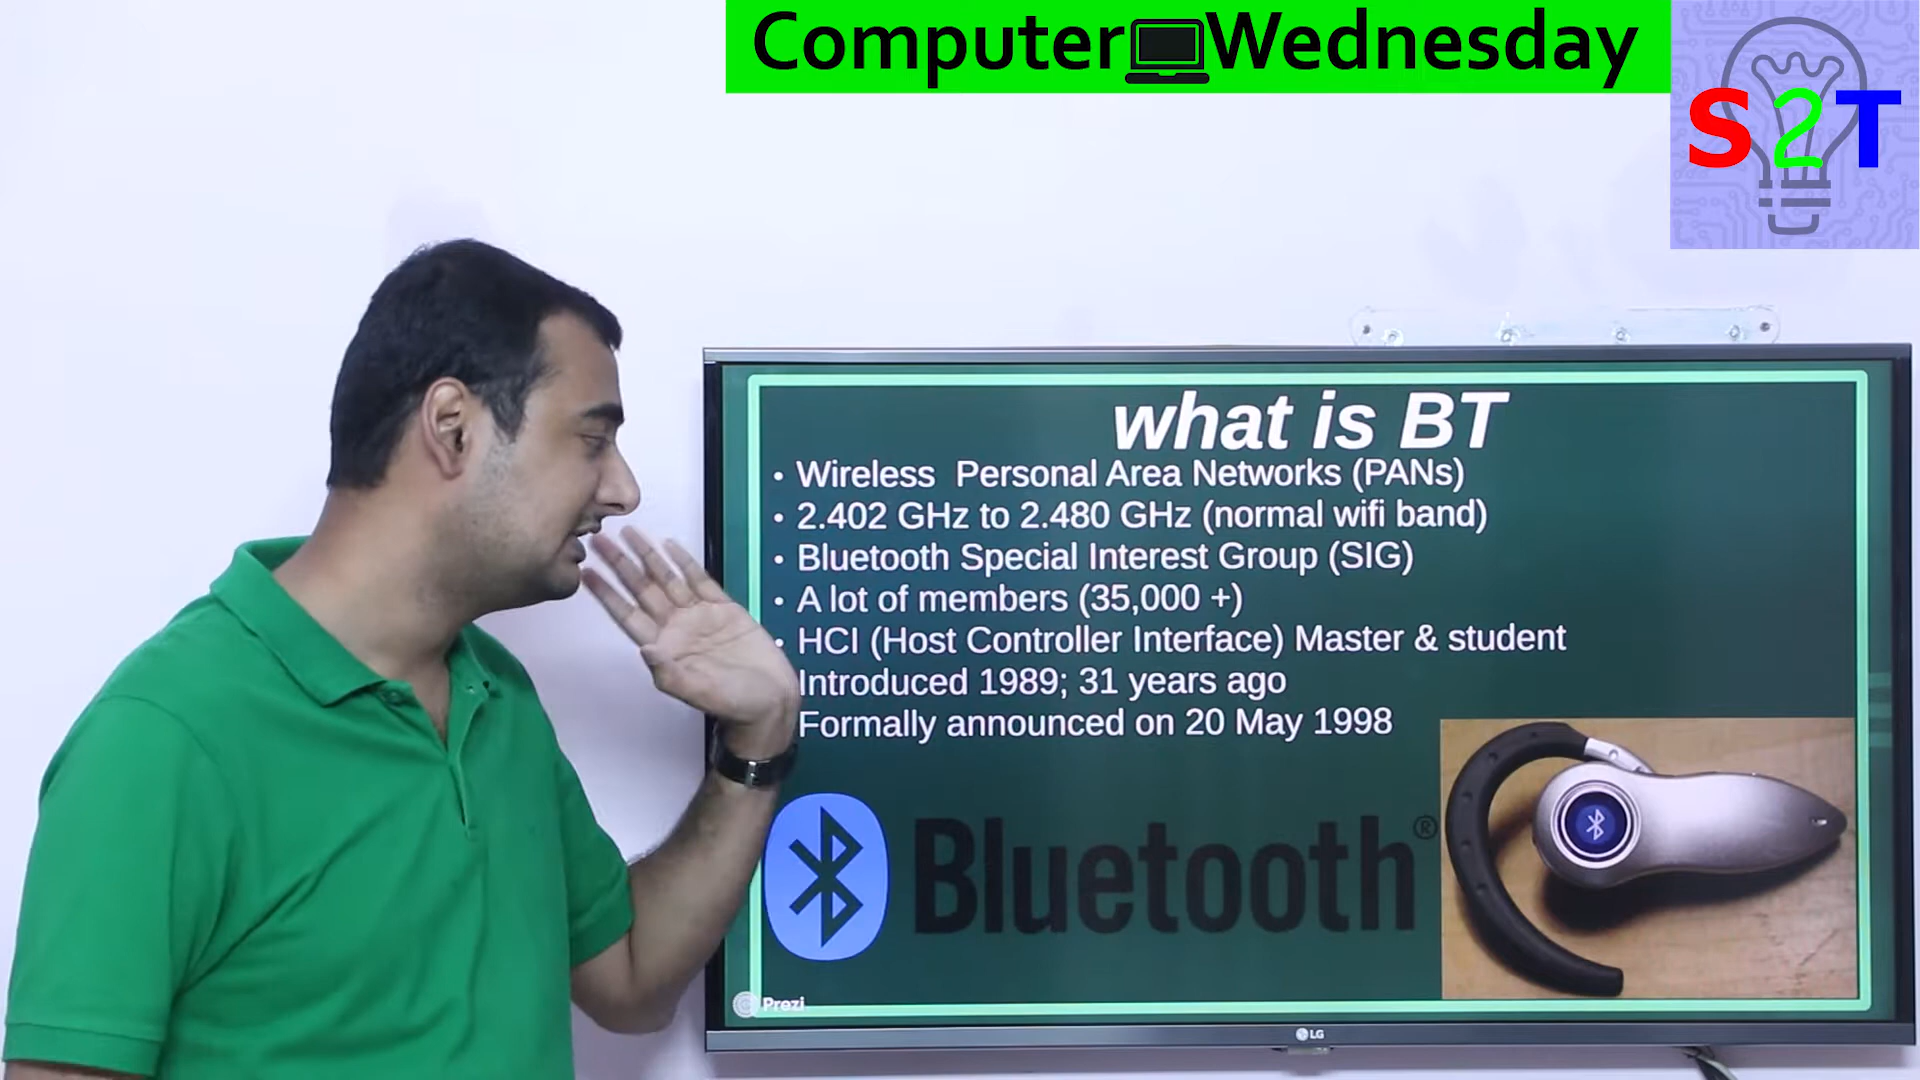 Computer Wednesday
S2T
what is BT
• Wireless Personal Area Networks (PANs)
• 2.402 GHz to 2.480 GHz (normal wifi band)
• Bluetooth Special Interest Group (SIG)
• A lot of members (35,000 +)
• HCI (Host Controller Interface) Master & student
Introduced 1989; 31 years ago
Formally announced on 20 May 1998
Bluetooth®
Prezi
LG